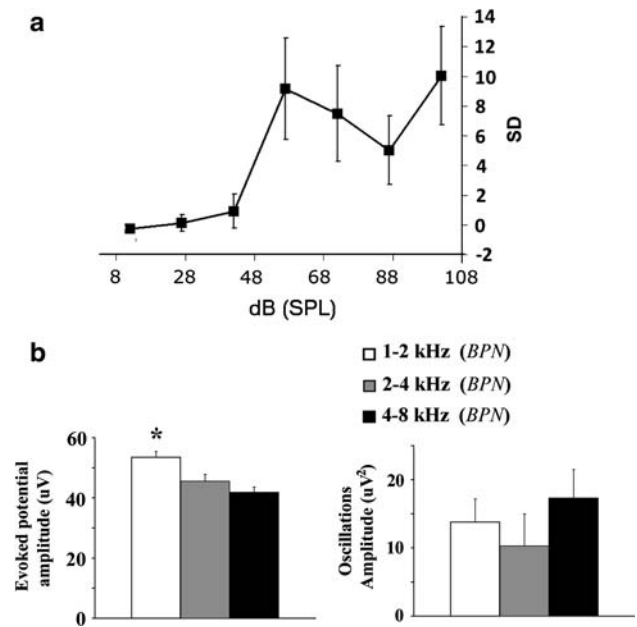 a
14
12
10
8
6
4
2
0
-2
SD
8 28 48 68 88 108
dB (SPL)
b
1-2 kHz (BPN)
2-4 kHz (BPN)
4-8 kHz (BPN)
*
60
40
20
0
Evoked potential
amplitude (uV)
20
10
0
Oscillations
Amplitude (uV²)